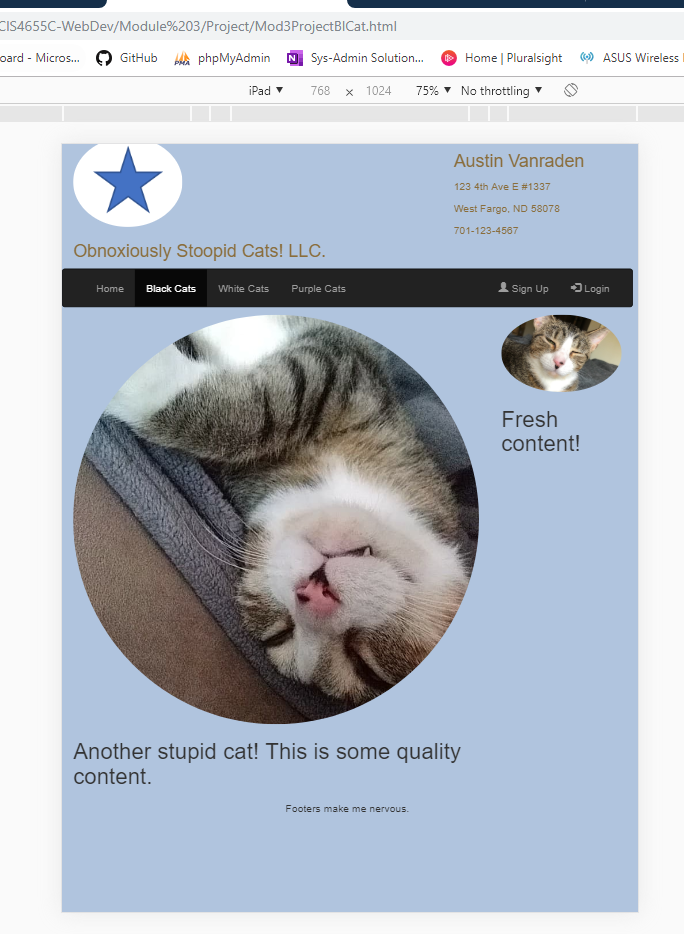 CIS4655C-WebDev/Module%203/Project/Mod3ProjectBlCat.html
oard - Micros... GitHub phpMyAdmin Sys-Admin Solution... Home | Pluralsight ASUS Wireless
iPad ▼ 768 × 1024 75% ▼ No throttling ▼
Austin Vanraden
123 4th Ave E #1337
West Fargo, ND 58078
701-123-4567
Obnoxiously Stoopid Cats! LLC.
Home Black Cats White Cats Purple Cats Sign Up Login
Fresh
content!
Another stupid cat! This is some quality
content.
Footers make me nervous.